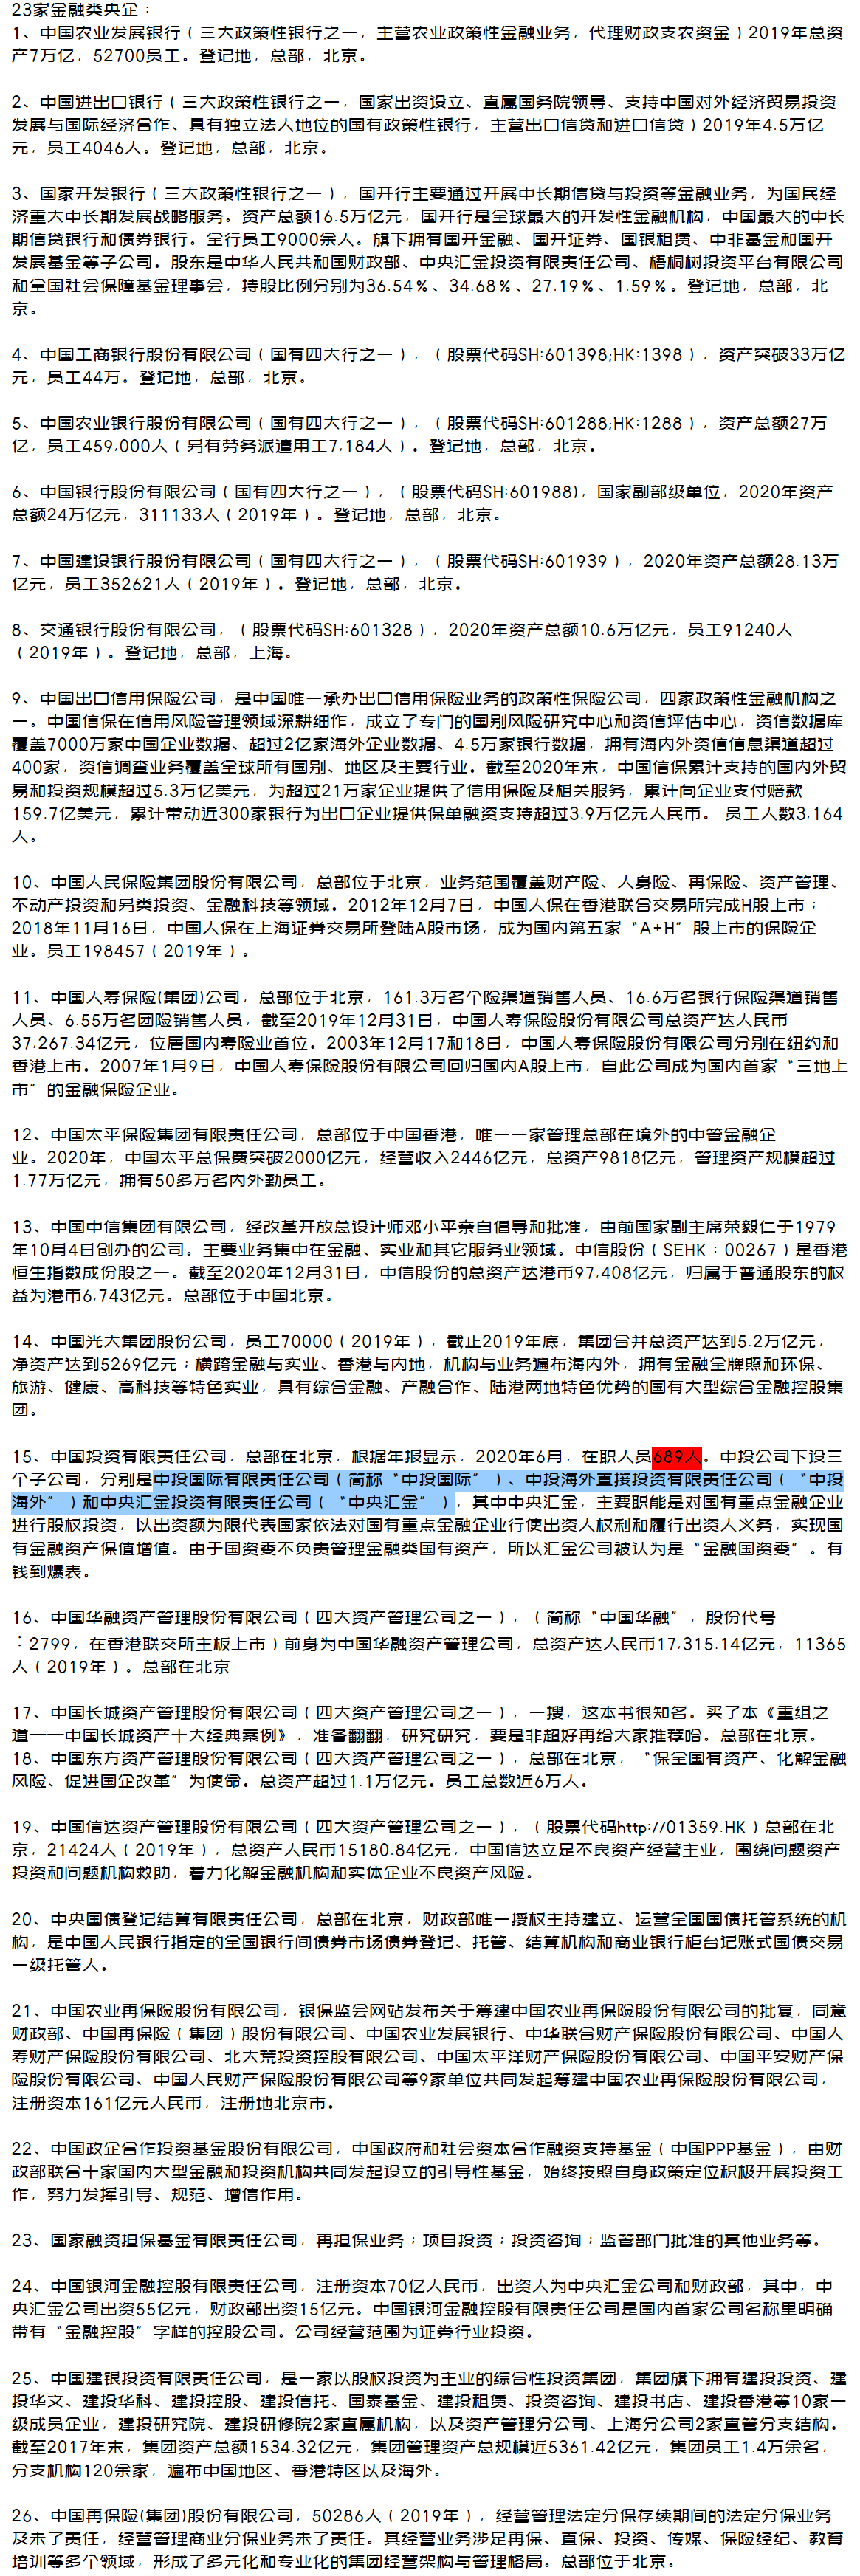 23家金融类央企：
1、中国农业发展银行（三大政策性银行之一，主营农业政策性金融业务，代理财政支农资金）2019年总资
产7万亿，52700员工。登记地，总部，北京。
2、中国进出口银行（三大政策性银行之一，国家出资设立、直属国务院领导、支持中国对外经济贸易投资
发展与国际经济合作、具有独立法人地位的国有政策性银行，主营出口信贷和进口信贷）2019年4.5万亿
元，员工4046人。登记地，总部，北京。
3、国家开发银行（三大政策性银行之一），国开行主要通过开展中长期信贷与投资等金融业务，为国民经
济重大中长期发展战略服务。资产总额16.5万亿元，国开行是全球最大的开发性金融机构，中国最大的中长
期信贷银行和债券银行。全行员工9000余人。旗下拥有国开金融、国开证券、国银租赁、中非基金和国开
发展基金等子公司。股东是中华人民共和国财政部、中央汇金投资有限责任公司、梧桐树投资平台有限公司
和全国社会保障基金理事会，持股比例分别为36.54％、34.68％、27.19％、1.59％。登记地，总部，北
京。
4、中国工商银行股份有限公司（国有四大行之一），（股票代码SH:601398;HK:1398），资产突破33万亿
元，员工44万。登记地，总部，北京。
5、中国农业银行股份有限公司（国有四大行之一），（股票代码SH:601288;HK:1288），资产总额27万
亿，员工459,000人（另有劳务派遣用工7,184人）。登记地，总部，北京。
6、中国银行股份有限公司（国有四大行之一），（股票代码SH:601988)，国家副部级单位，2020年资产
总额24万亿元，311133人（2019年）。登记地，总部，北京。
7、中国建设银行股份有限公司（国有四大行之一），（股票代码SH:601939），2020年资产总额28.13万
亿元，员工352621人（2019年）。登记地，总部，北京。
8、交通银行股份有限公司，（股票代码SH:601328），2020年资产总额10.6万亿元，员工91240人
（2019年）。登记地，总部，上海。
9、中国出口信用保险公司，是中国唯一承办出口信用保险业务的政策性保险公司，四家政策性金融机构之
一。中国信保在信用风险管理领域深耕细作，成立了专门的国别风险研究中心和资信评估中心，资信数据库
覆盖7000万家中国企业数据、超过2亿家海外企业数据、4.5万家银行数据，拥有海内外资信信息渠道超过
400家，资信调查业务覆盖全球所有国别、地区及主要行业。截至2020年末，中国信保累计支持的国内外贸
易和投资规模超过5.3万亿美元，为超过21万家企业提供了信用保险及相关服务，累计向企业支付赔款
159.7亿美元，累计带动近300家银行为出口企业提供保单融资支持超过3.9万亿元人民币。 员工人数3,164
人。
10、中国人民保险集团股份有限公司，总部位于北京，业务范围覆盖财产险、人身险、再保险、资产管理、
不动产投资和另类投资、金融科技等领域。2012年12月7日，中国人保在香港联合交易所完成H股上市；
2018年11月16日，中国人保在上海证券交易所登陆A股市场，成为国内第五家“A+H”股上市的保险企
业。员工198457（2019年）。
11、中国人寿保险(集团)公司，总部位于北京，161.3万名个险渠道销售人员、16.6万名银行保险渠道销售
人员、6.55万名团险销售人员，截至2019年12月31日，中国人寿保险股份有限公司总资产达人民币
37,267.34亿元，位居国内寿险业首位。2003年12月17和18日，中国人寿保险股份有限公司分别在纽约和
香港上市。2007年1月9日，中国人寿保险股份有限公司回归国内A股上市，自此公司成为国内首家“三地上
市”的金融保险企业。
12、中国太平保险集团有限责任公司，总部位于中国香港，唯一一家管理总部在境外的中管金融企
业。2020年，中国太平总保费突破2000亿元，经营收入2446亿元，总资产9818亿元，管理资产规模超过
1.77万亿元，拥有50多万名内外勤员工。
13、中国中信集团有限公司，经改革开放总设计师邓小平亲自倡导和批准，由前国家副主席荣毅仁于1979
年10月4日创办的公司。主要业务集中在金融、实业和其它服务业领域。中信股份（SEHK：00267）是香港
恒生指数成份股之一。截至2020年12月31日，中信股份的总资产达港币97,408亿元，归属于普通股东的权
益为港币6,743亿元。总部位于中国北京。
14、中国光大集团股份公司，员工70000（2019年），截止2019年底，集团合并总资产达到5.2万亿元，
净资产达到5269亿元；横跨金融与实业、香港与内地，机构与业务遍布海内外，拥有金融全牌照和环保、
旅游、健康、高科技等特色实业，具有综合金融、产融合作、陆港两地特色优势的国有大型综合金融控股集
团。
15、中国投资有限责任公司，总部在北京，根据年报显示，2020年6月，在职人员689人。中投公司下设三
个子公司，分别是中投国际有限责任公司（简称“中投国际”）、中投海外直接投资有限责任公司（“中投
海外”）和中央汇金投资有限责任公司（“中央汇金”），其中中央汇金，主要职能是对国有重点金融企业
进行股权投资，以出资额为限代表国家依法对国有重点金融企业行使出资人权利和履行出资人义务，实现国
有金融资产保值增值。由于国资委不负责管理金融类国有资产，所以汇金公司被认为是“金融国资委”。有
钱到爆表。
16、中国华融资产管理股份有限公司（四大资产管理公司之一），（简称“中国华融”，股份代号
：2799，在香港联交所主板上市）前身为中国华融资产管理公司，总资产达人民币17,315.14亿元，11365
人（2019年）。总部在北京
17、中国长城资产管理股份有限公司（四大资产管理公司之一），一搜，这本书很知名。买了本《重组之
道——中国长城资产十大经典案例》，准备翻翻，研究研究，要是非超好再给大家推荐哈。总部在北京。
18、中国东方资产管理股份有限公司（四大资产管理公司之一），总部在北京，“保全国有资产、化解金融
风险、促进国企改革”为使命。总资产超过1.1万亿元。员工总数近6万人。
19、中国信达资产管理股份有限公司（四大资产管理公司之一），（股票代码http://01359.HK）总部在北
京，21424人（2019年），总资产人民币15180.84亿元，中国信达立足不良资产经营主业，围绕问题资产
投资和问题机构救助，着力化解金融机构和实体企业不良资产风险。
20、中央国债登记结算有限责任公司，总部在北京，财政部唯一授权主持建立、运营全国国债托管系统的机
构，是中国人民银行指定的全国银行间债券市场债券登记、托管、结算机构和商业银行柜台记账式国债交易
一级托管人。
21、中国农业再保险股份有限公司，银保监会网站发布关于筹建中国农业再保险股份有限公司的批复，同意
财政部、中国再保险（集团）股份有限公司、中国农业发展银行、中华联合财产保险股份有限公司、中国人
寿财产保险股份有限公司、北大荒投资控股有限公司、中国太平洋财产保险股份有限公司、中国平安财产保
险股份有限公司、中国人民财产保险股份有限公司等9家单位共同发起筹建中国农业再保险股份有限公司，
注册资本161亿元人民币，注册地北京市。
22、中国政企合作投资基金股份有限公司，中国政府和社会资本合作融资支持基金（中国PPP基金），由财
政部联合十家国内大型金融和投资机构共同发起设立的引导性基金，始终按照自身政策定位积极开展投资工
作，努力发挥引导、规范、增信作用。
23、国家融资担保基金有限责任公司，再担保业务；项目投资；投资咨询；监管部门批准的其他业务等。
24、中国银河金融控股有限责任公司，注册资本70亿人民币，出资人为中央汇金公司和财政部，其中，中
央汇金公司出资55亿元，财政部出资15亿元。中国银河金融控股有限责任公司是国内首家公司名称里明确
带有“金融控股”字样的控股公司。公司经营范围为证券行业投资。
25、中国建银投资有限责任公司，是一家以股权投资为主业的综合性投资集团，集团旗下拥有建投投资、建
投华文、建投华科、建投控股、建投信托、国泰基金、建投租赁、投资咨询、建投书店、建投香港等10家一
级成员企业，建投研究院、建投研修院2家直属机构，以及资产管理分公司、上海分公司2家直管分支结构。
截至2017年末，集团资产总额1534.32亿元，集团管理资产总规模近5361.42亿元，集团员工1.4万余名，
分支机构120余家，遍布中国地区、香港特区以及海外。
26、中国再保险(集团)股份有限公司，50286人（2019年），经营管理法定分保存续期间的法定分保业务
及未了责任，经营管理商业分保业务未了责任。其经营业务涉足再保、直保、投资、传媒、保险经纪、教育
培训等多个领域，形成了多元化和专业化的集团经营架构与管理格局。总部位于北京。